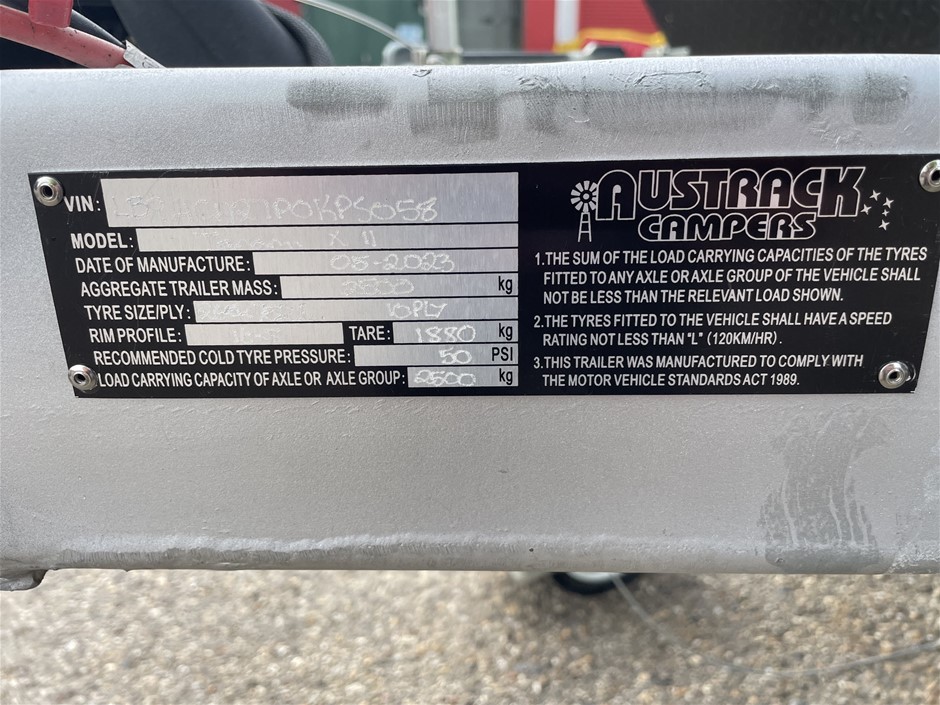 VIN:
MODEL: X 11
DATE OF MANUFACTURE: 05-2023
AGGREGATE TRAILER MASS: kg
TYRE SIZE/PLY: 10PLY
RIM PROFILE: TARE: 1880 kg
RECOMMENDED COLD TYRE PRESSURE: 50 PSI
LOAD CARRYING CAPACITY OF AXLE OR AXLE GROUP: 2500 kg
AUSTRACK
CAMPERS
1.THE SUM OF THE LOAD CARRYING CAPACITIES OF THE TYRES
FITTED TO ANY AXLE OR AXLE GROUP OF THE VEHICLE SHALL
NOT BE LESS THAN THE RELEVANT LOAD SHOWN.
2.THE TYRES FITTED TO THE VEHICLE SHALL HAVE A SPEED
RATING NOT LESS THAN "L" (120KM/HR).
3.THIS TRAILER WAS MANUFACTURED TO COMPLY WITH
THE MOTOR VEHICLE STANDARDS ACT 1989.